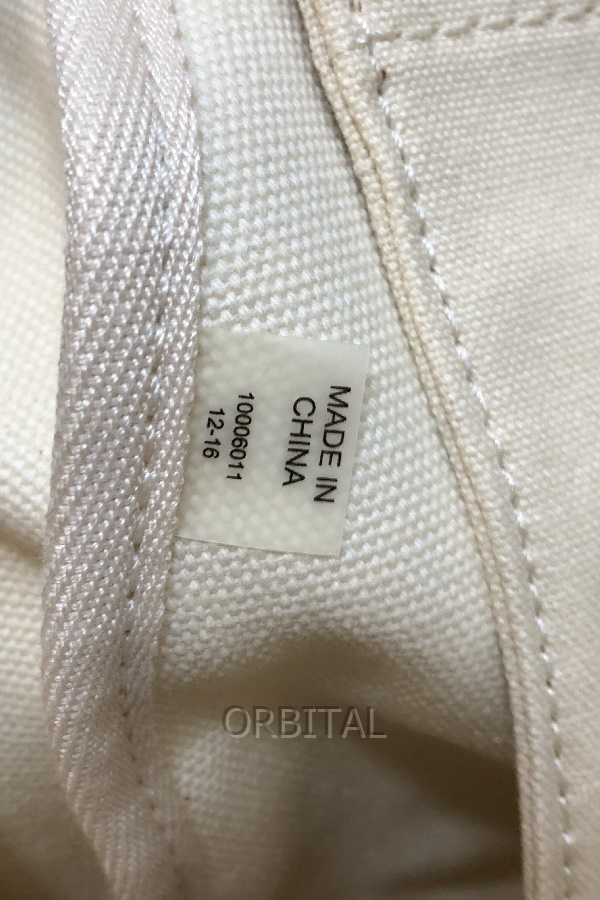 MADE IN
CHINA
10006011
12-16
ORBITAL